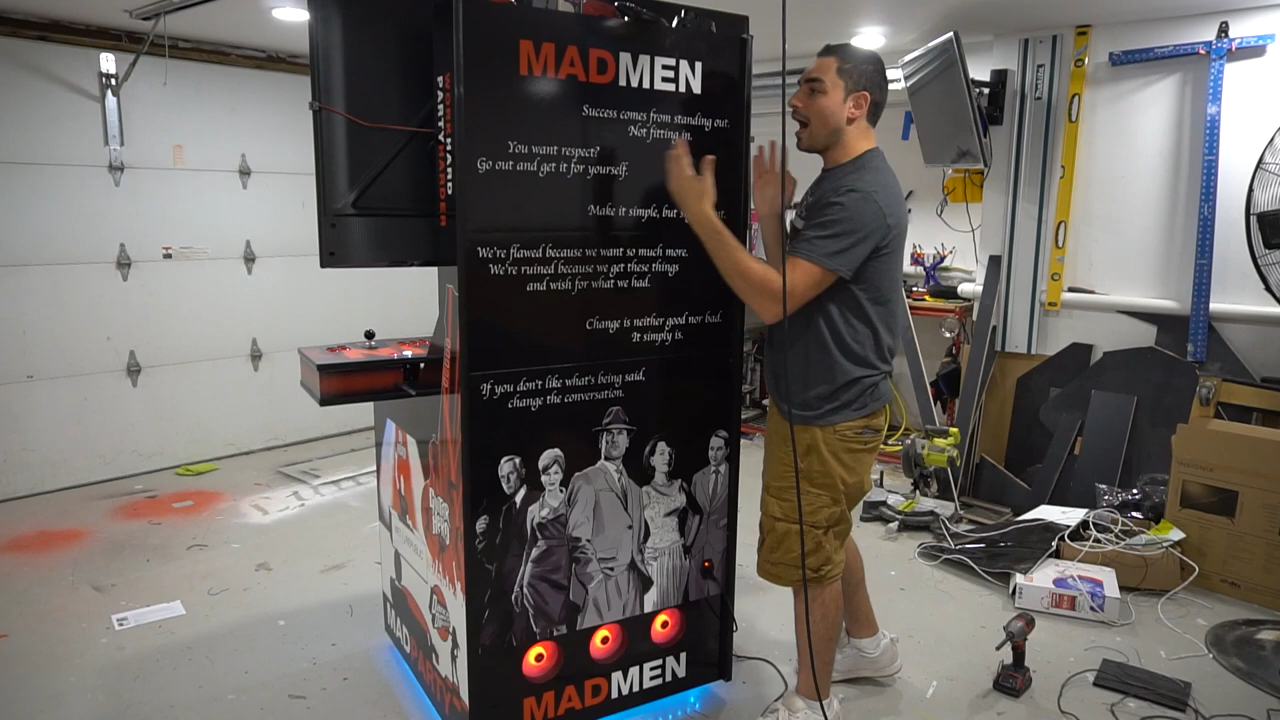 MADMEN
Success comes from standing out.
Not fitting in.
You want respect?
Go out and get it for yourself.
Make it simple, but
We're flawed because we want so much more.
We're ruined because we get these things
and wish for what we had.
Change is neither good nor bad.
It simply is.
If you don't like what's being said,
change the conversation.
MADMEN
WORK HARD
PARTY HARDER
MAD
PARTY
INSIGNIA